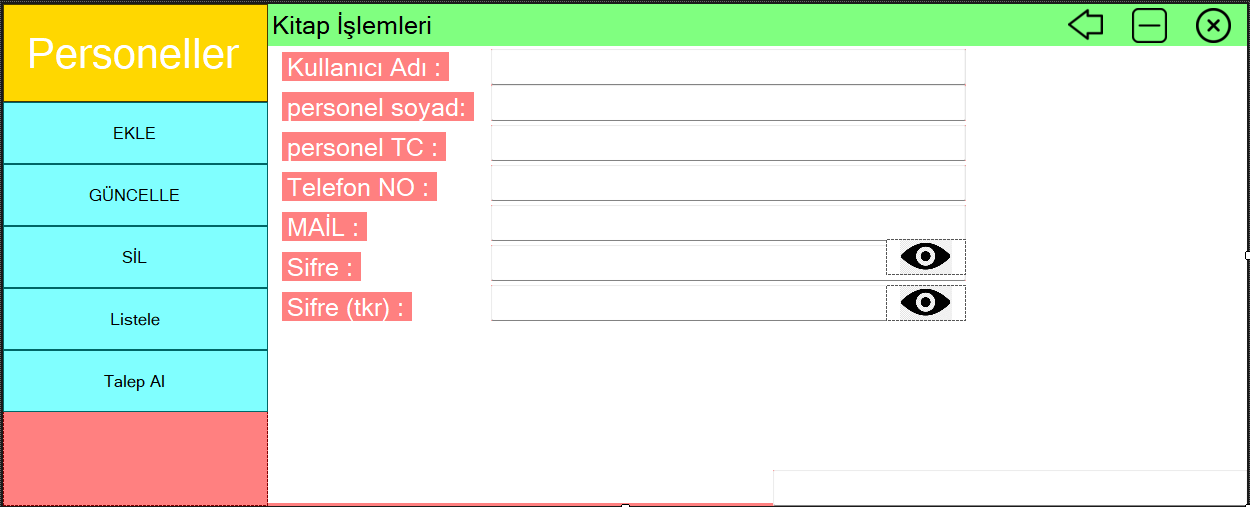 Personeller
EKLE
GÜNCELLE
SİL
Listele
Talep Al
Kitap İşlemleri
Kullanıcı Adı :
personel soyad:
personel TC :
Telefon NO :
MAİL :
Sifre :
Sifre (tkr) :